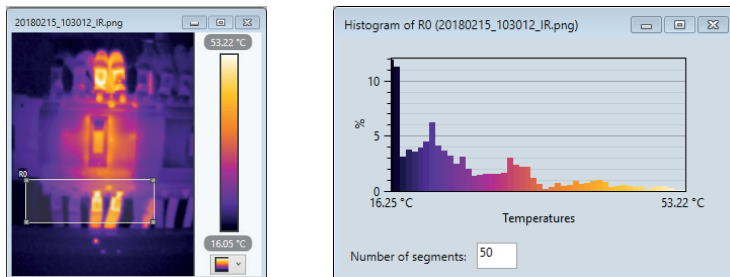 20180215_103012_IR.png
53.22 °C
R0
16.05 °C
Histogram of R0 (20180215_103012_IR.png)
10
%
5
0
16.25 °C
53.22 °C
Temperatures
Number of segments: 50